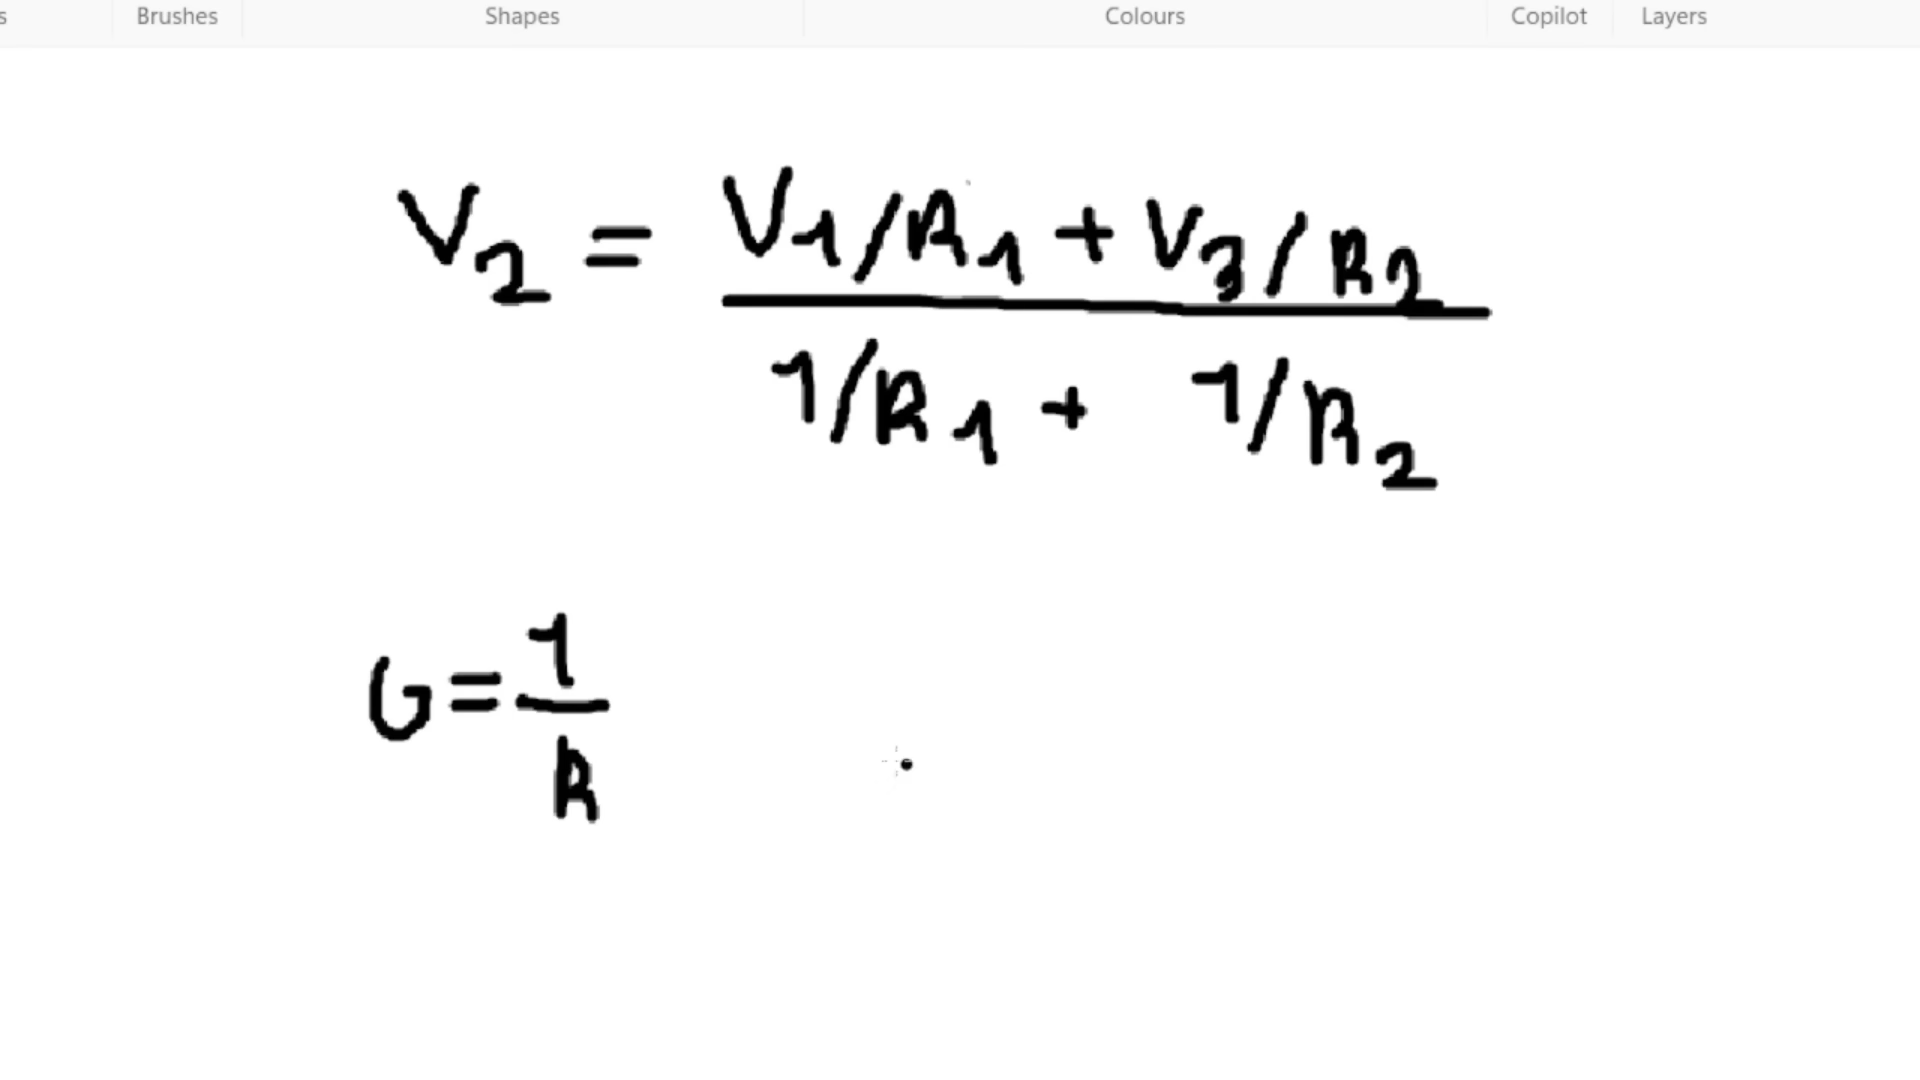 Brushes Shapes Colours Copilot Layers
V2 = V1/R1 + V3/R2
1/R1 + 1/R2
G = 1
R